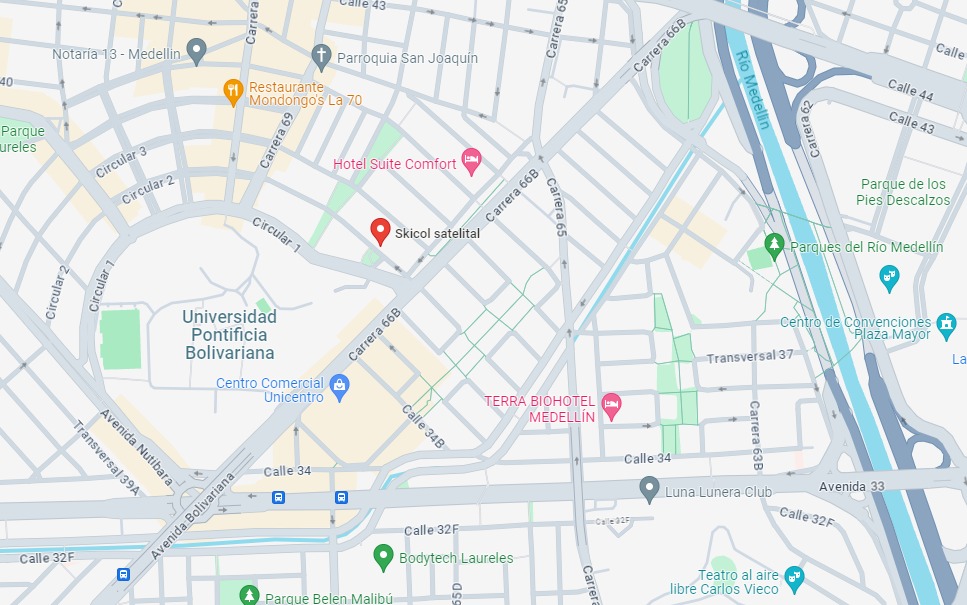 Calle 43
Carrera
Carrera 65
Carrera 66B
Calle
Notaría 13 - Medellin
Parroquia San Joaquín
Río Medellín
40
Restaurante
Mondongo's La 70
Calle 44
Calle 43
Carrera 62
Carrera 69
Parque
ureles
Circular 3
Circular 2
Hotel Suite Comfort
Carrera 66B
Carrera 65
Parque de los
Pies Descalzos
Circular 1
Skicol satelital
Parques del Río Medellín
Circular 2
Circular 1
Universidad
Pontificia
Bolivariana
Carrera 66B
Centro de Convenciones
Plaza Mayor
La
Transversal 37
Centro Comercial
Unicentro
TERRA BIOHOTEL
MEDELLÍN
Calle 34B
Carrera 63B
Avenida Nutibara
Transversal 39A
Calle 34
Calle 34
Avenida 33
Luna Lunera Club
Avenida Bolivariana
Calle 32F
Calle 32F
Calle 32F
Calle 32F
Bodytech Laureles
Carrera
65D
Teatro al aire
libre Carlos Vieco
Parque Belen Malibú